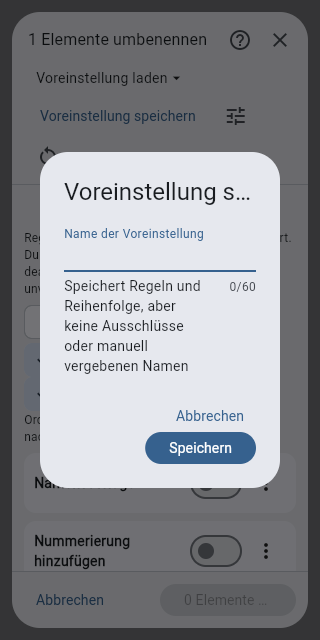 1 Elemente umbenennen
Voreinstellung laden
Voreinstellung speichern
Voreinstellung s...
Name der Voreinstellung
Speichert Regeln und
Reihenfolge, aber
keine Ausschlüsse
oder manuell
vergebenen Namen
0/60
Abbrechen
Speichern
Nummerierung
hinzufügen
Abbrechen
0 Elemente ...